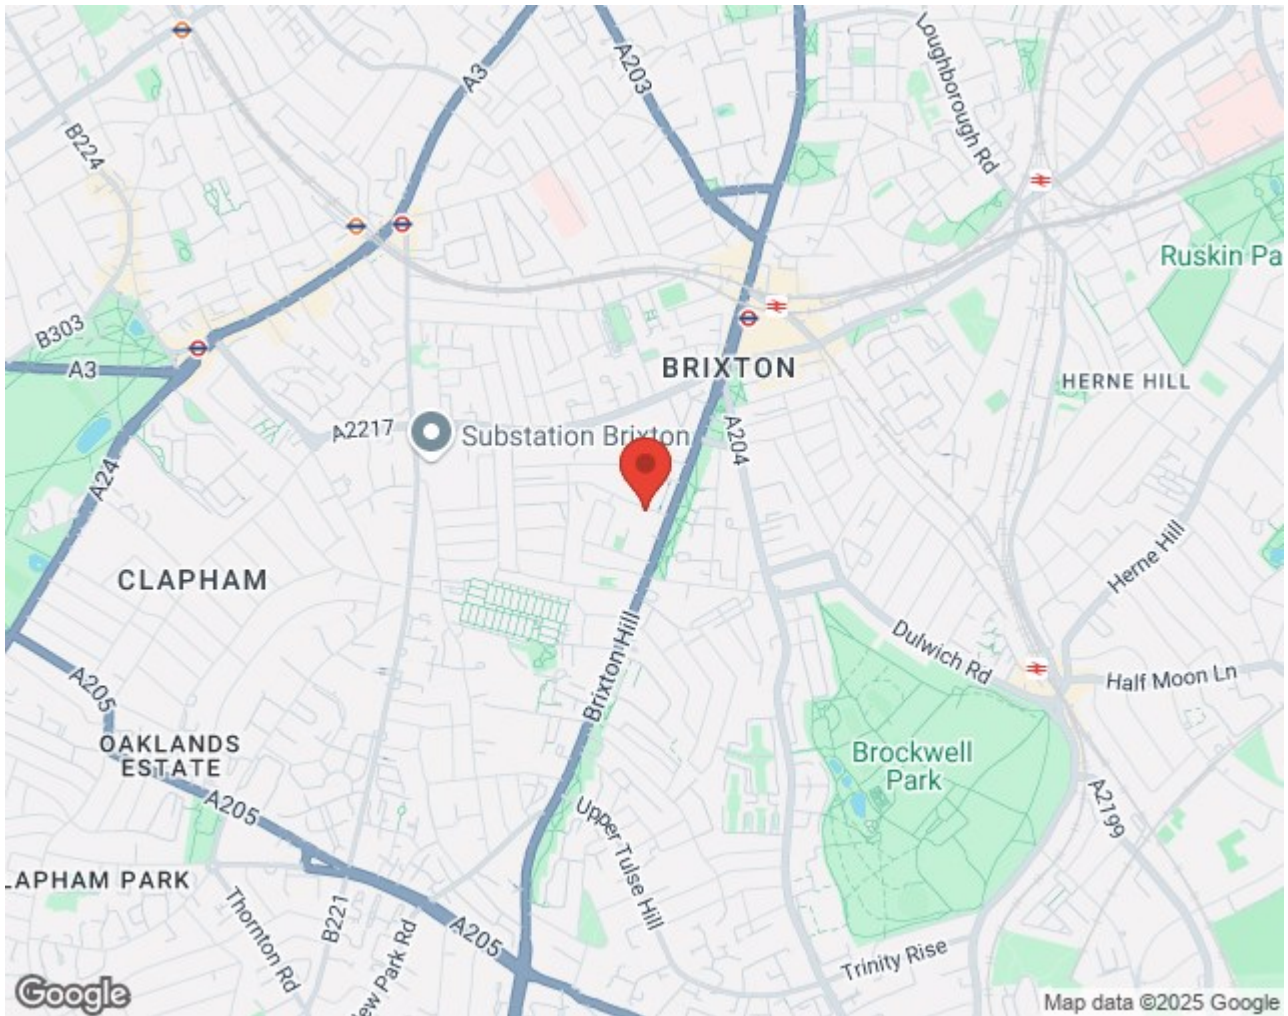 A3
A203
Loughborough Rd
B224
Ruskin Pa
B303
A3
BRIXTON
HERNE HILL
A2217
Substation Brixton
A204
A24
CLAPHAM
Herne Hill
Brixton Hill
Dulwich Rd
A205
Half Moon Ln
OAKLANDS
ESTATE
Brockwell
Park
A205
Upper Tulse Hill
A2199
LAPHAM PARK
Thornton Rd
B221
ew Park Rd
A205
Trinity Rise
Google
Map data ©2025 Google